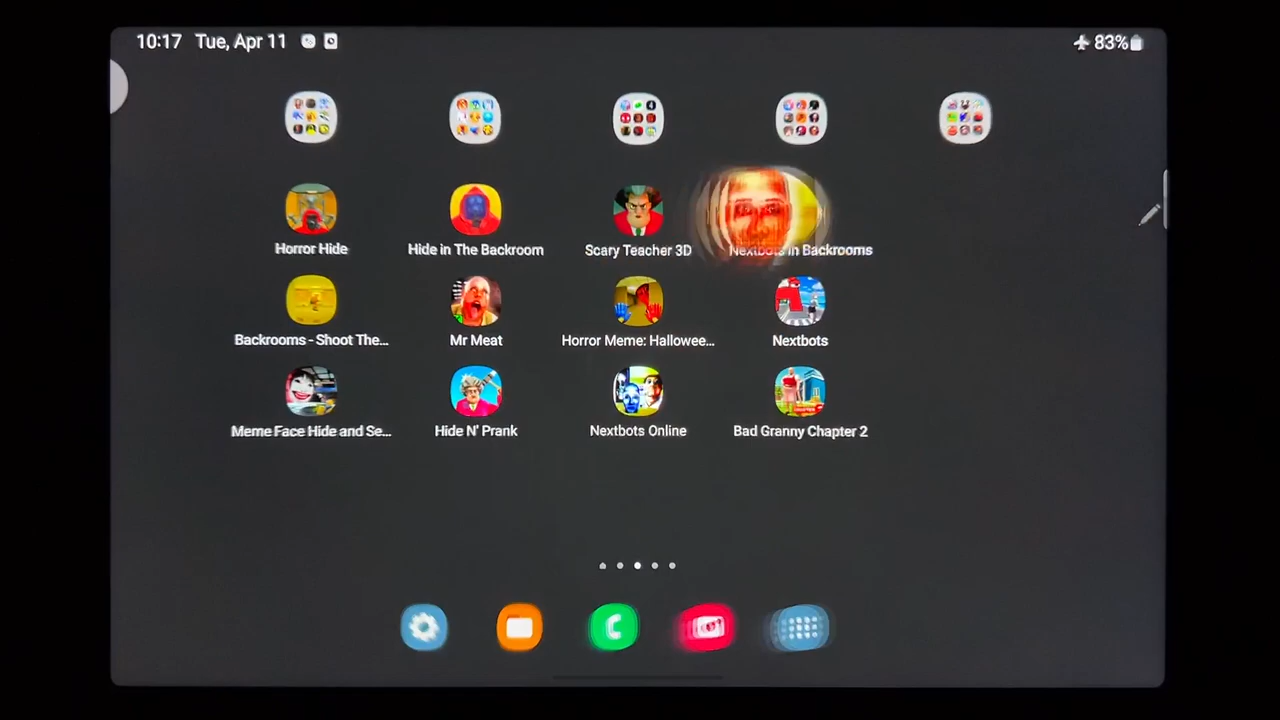 10:17 Tue, Apr 11
83%
Horror Hide
Hide in The Backroom
Scary Teacher 3D
Nextbots in Backrooms
Backrooms - Shoot The...
Mr Meat
Horror Meme: Hallowee...
Nextbots
Meme Face Hide and Se...
Hide N' Prank
Nextbots Online
Bad Granny Chapter 2